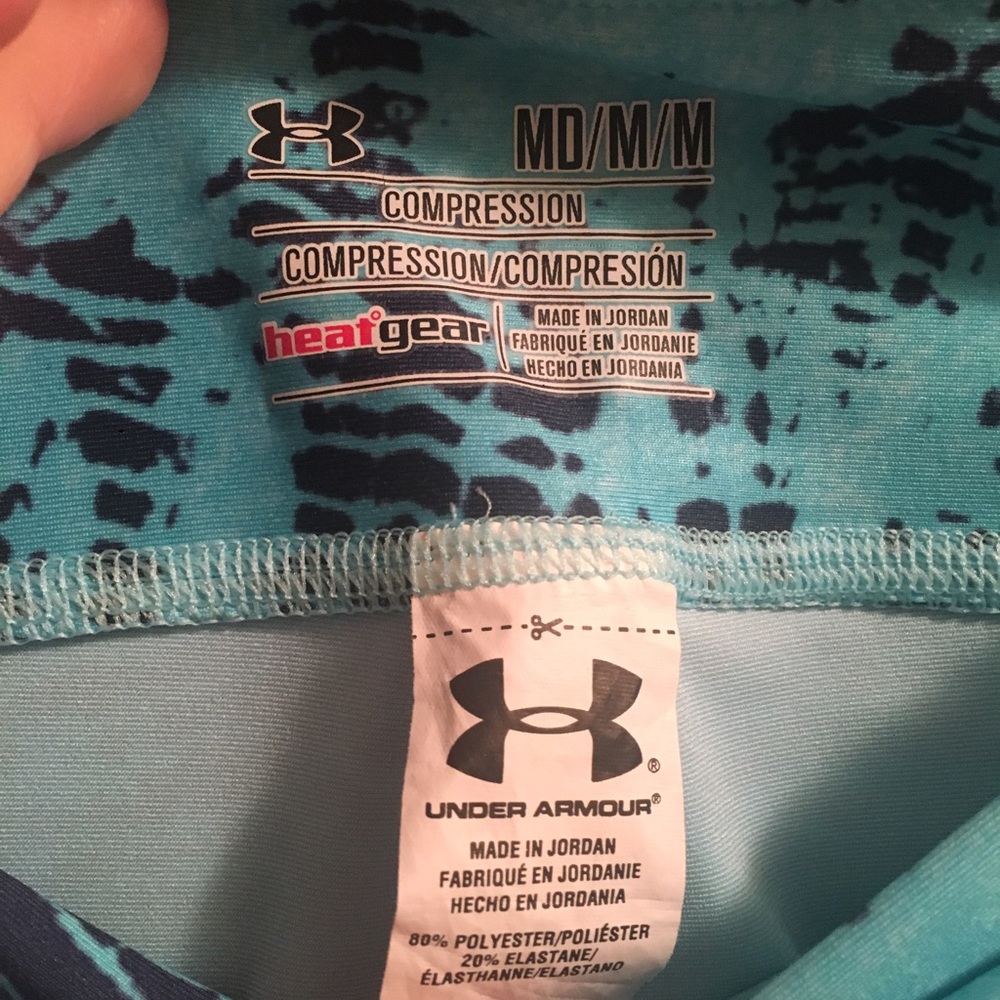 MD/M/M
COMPRESSION
COMPRESSION/COMPRESIÓN
heatgear
MADE IN JORDAN
FABRIQUÉ EN JORDANIE
HECHO EN JORDANIA
®
UNDER ARMOUR®
MADE IN JORDAN
FABRIQUÉ EN JORDANIE
HECHO EN JORDANIA
80% POLYESTER/POLIÉSTER
20% ELASTANE/
ÉLASTHANNE/ELASTANO